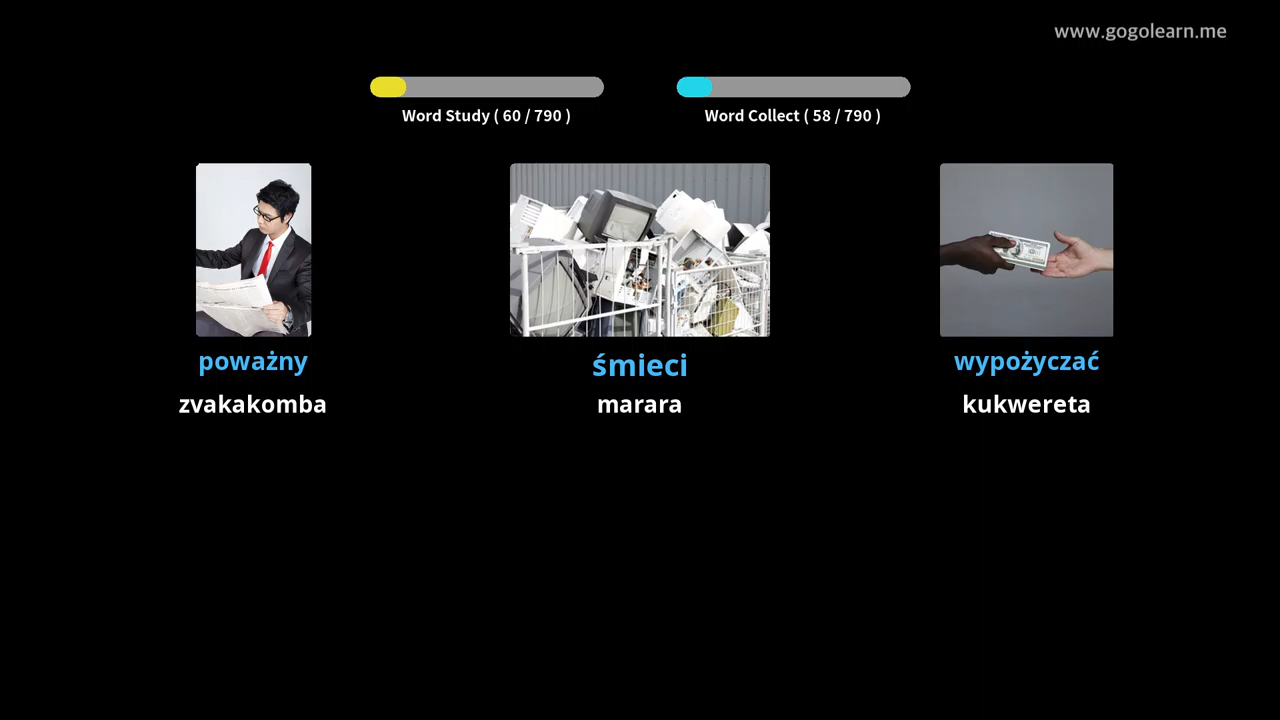 www.gogolearn.me
Word Study ( 60 / 790 )
Word Collect ( 58 / 790 )
poważny
zvakakomba
śmieci
marara
wypożyczać
kukwereta